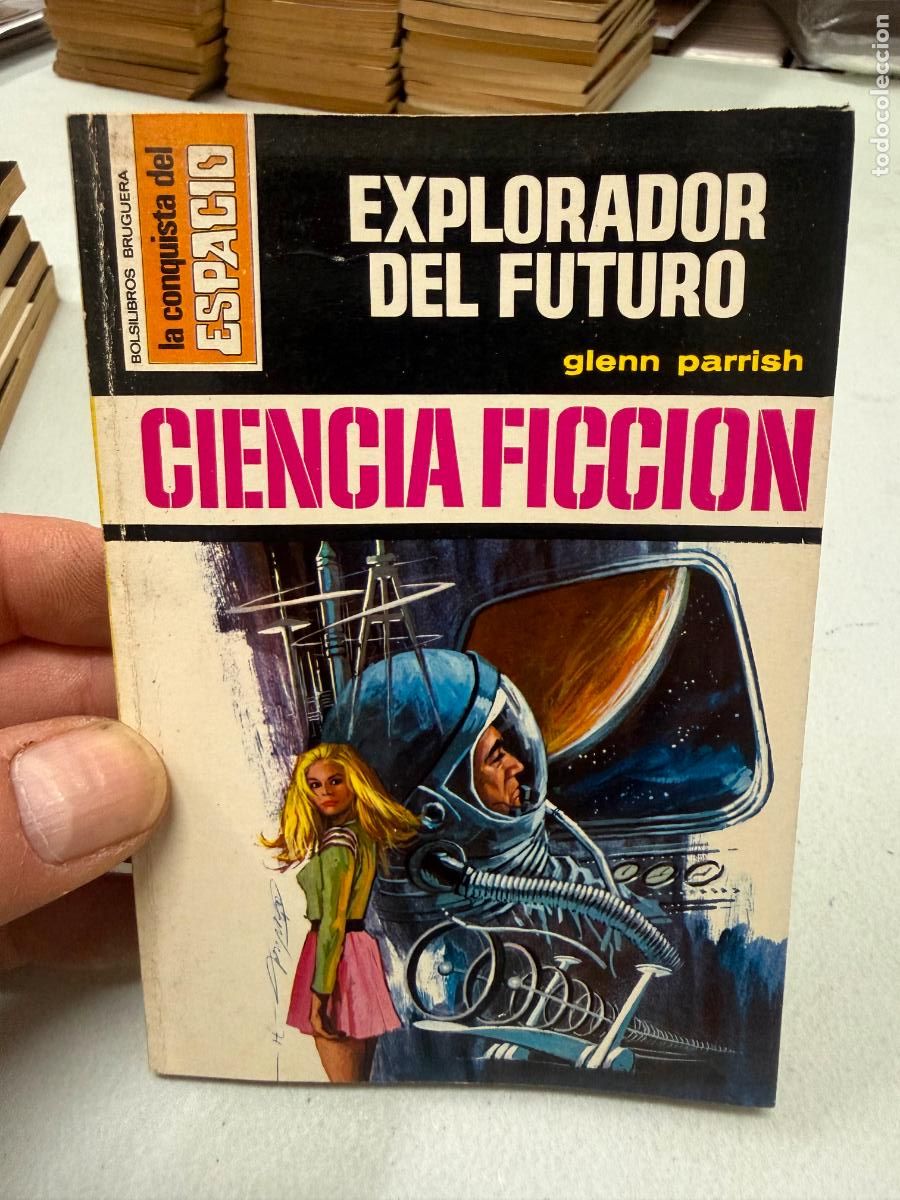 BOLSILIBROS BRUGUERA
la conquista del
ESPACIO
EXPLORADOR
DEL FUTURO
glenn parrish
CIENCIA FICCION
todocoleccion